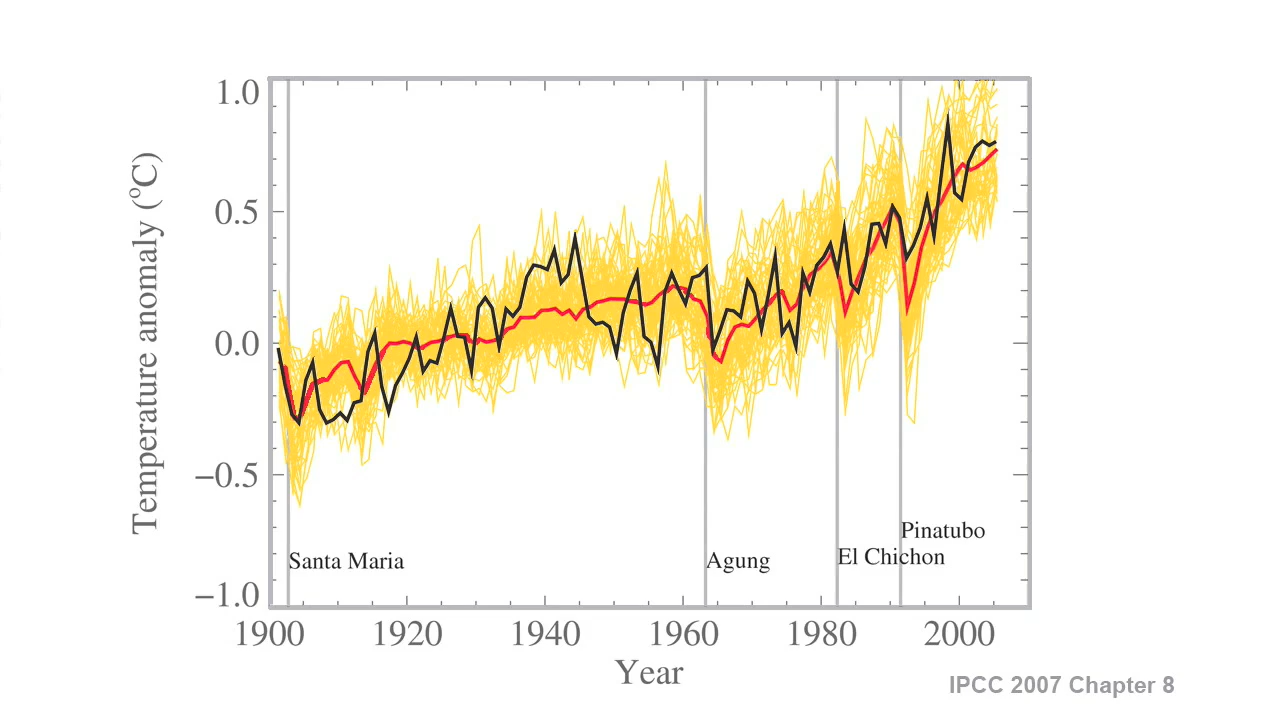 1.0
0.5
0.0
−0.5
−1.0
Temperature anomaly (°C)
Santa Maria
Agung
El Chichon
Pinatubo
1900 1920 1940 1960 1980 2000
Year
IPCC 2007 Chapter 8